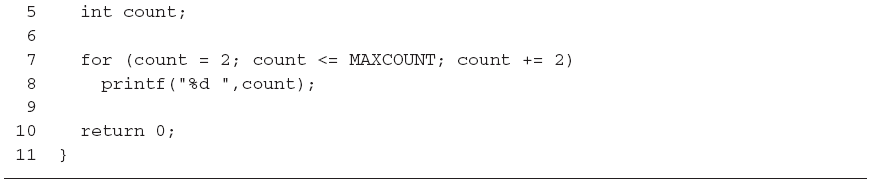 5 int count;
6
7 for (count = 2; count <= MAXCOUNT; count += 2)
8 printf("%d ",count);
9
10 return 0;
11 }